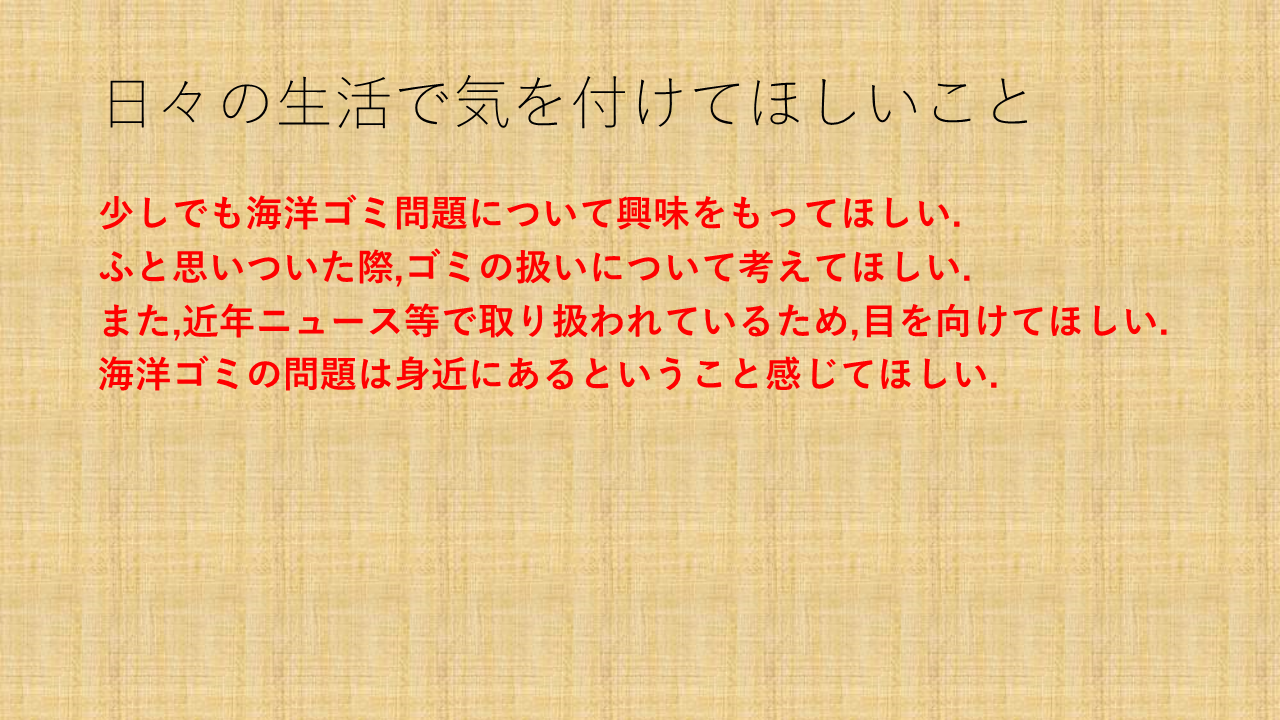 日々の生活で気を付けてほしいこと
少しでも海洋ゴミ問題について興味をもってほしい.
ふと思いついた際,ゴミの扱いについて考えてほしい.
また,近年ニュース等で取り扱われているため,目を向けてほしい.
海洋ゴミの問題は身近にあるということ感じてほしい.